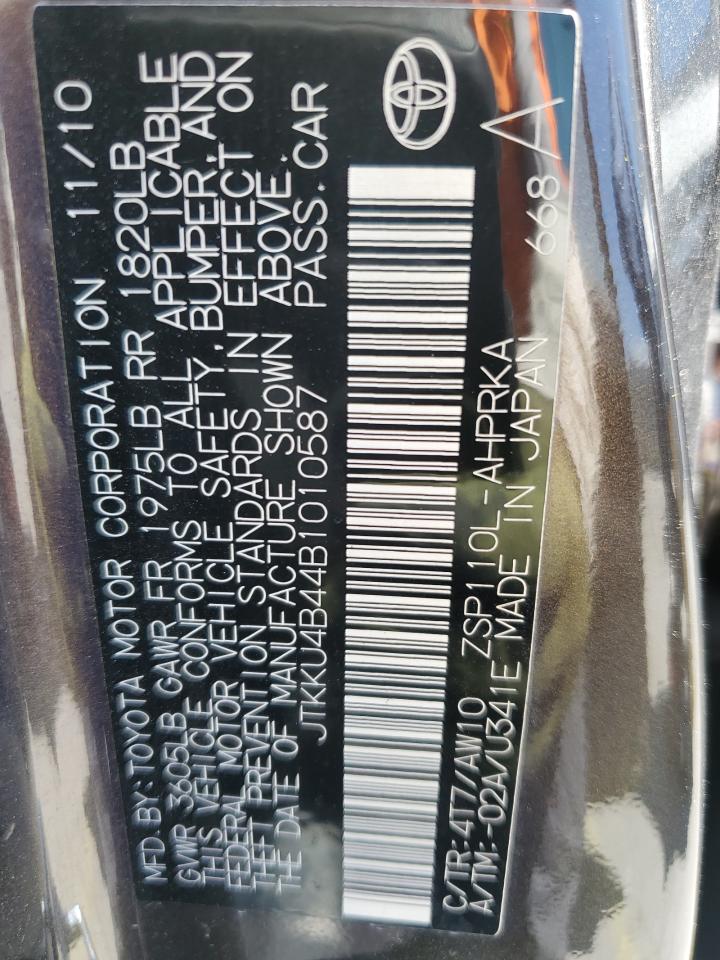 MFD BY: TOYOTA MOTOR CORPORATION 11/10
GVWR 3605LB GAWR FR 1975LB RR 1820LB
THIS VEHICLE CONFORMS TO ALL APPLICABLE
FEDERAL MOTOR VEHICLE SAFETY, BUMPER, AND
THEFT PREVENTION STANDARDS IN EFFECT ON
THE DATE OF MANUFACTURE SHOWN ABOVE.
JTKKU4B44B1010587 PASS. CAR
C/TR: 4T7/AW10 ZSP110L-AHPRKA
A/TM: -02A/U341E MADE IN JAPAN 668 A